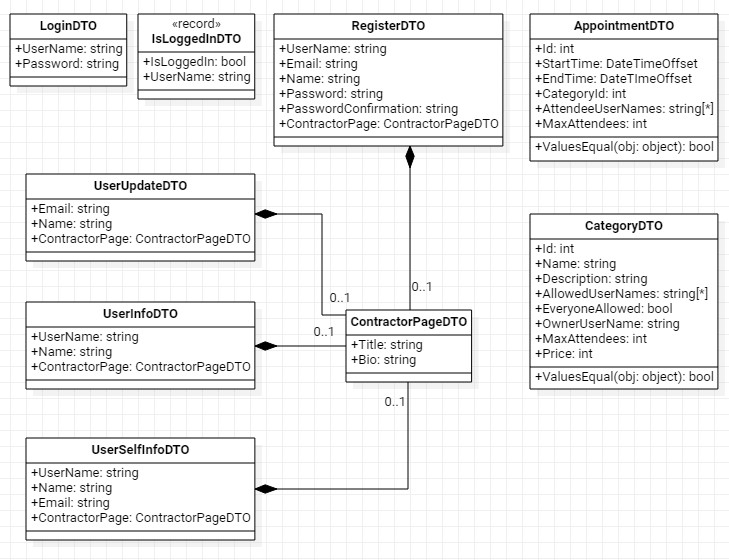 LoginDTO
+UserName: string
+Password: string
«record»
IsLoggedInDTO
+IsLoggedIn: bool
+UserName: string
RegisterDTO
+UserName: string
+Email: string
+Name: string
+Password: string
+PasswordConfirmation: string
+ContractorPage: ContractorPageDTO
AppointmentDTO
+Id: int
+StartTime: DateTimeOffset
+EndTime: DateTImeOffset
+CategoryId: int
+AttendeeUserNames: string[*]
+MaxAttendees: int
+ValuesEqual(obj: object): bool
UserUpdateDTO
+Email: string
+Name: string
+ContractorPage: ContractorPageDTO
CategoryDTO
+Id: int
+Name: string
+Description: string
+AllowedUserNames: string[*]
+EveryoneAllowed: bool
+OwnerUserName: string
+MaxAttendees: int
+Price: int
+ValuesEqual(obj: object): bool
0..1
0..1
0..1
UserInfoDTO
+UserName: string
+Name: string
+ContractorPage: ContractorPageDTO
ContractorPageDTO
+Title: string
+Bio: string
0..1
UserSelfInfoDTO
+UserName: string
+Name: string
+Email: string
+ContractorPage: ContractorPageDTO